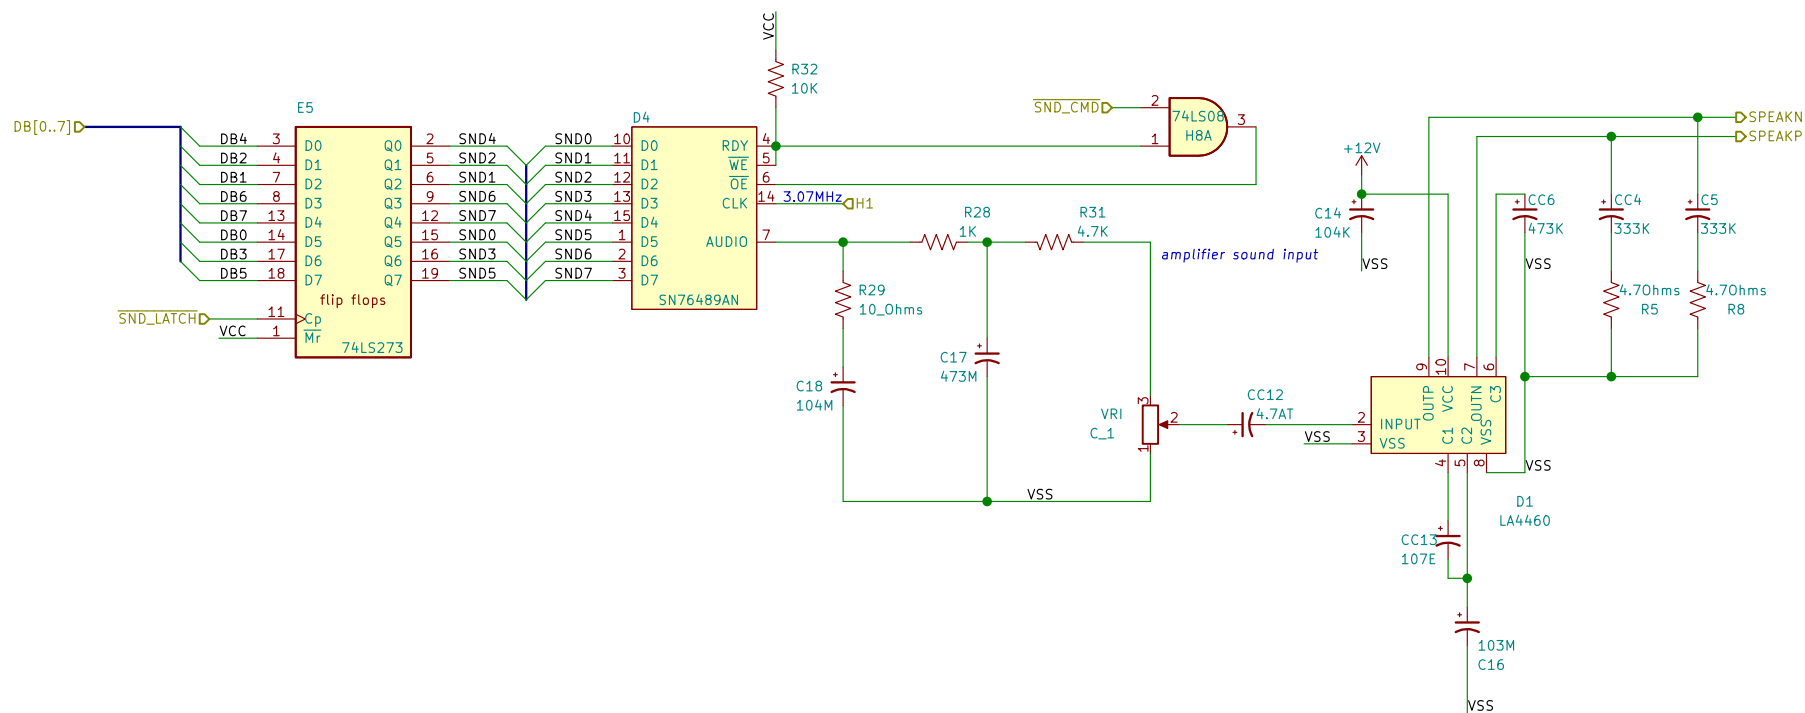 DB[0..7]
E5
DB4 3 D0 Q0 2 SND4
DB2 4 D1 Q1 5 SND2
DB1 7 D2 Q2 6 SND1
DB6 8 D3 Q3 9 SND6
DB7 13 D4 Q4 12 SND7
DB0 14 D5 Q5 15 SND0
DB3 17 D6 Q6 16 SND3
DB5 18 D7 Q7 19 SND5
flip flops
SND_LATCH 11 Cp
VCC 1 Mr
74LS273
D4
SND0 10 D0 RDY 4
SND1 11 D1 WE 5
SND2 12 D2 OE 6
SND3 13 D3 CLK 14 3.07MHz H1
SND4 15 D4
SND5 1 D5 AUDIO 7
SND6 2 D6
SND7 3 D7
SN76489AN
VCC
R32
10K
SND_CMD 2
1
74LS08
H8A
3
R28
1K
R31
4.7K
R29
10_Ohms
C18
104M
C17
473M
VSS
amplifier sound input
VRI
C_1
3
2
1
CC12
4.7AT
+12V
C14
104K
VSS
CC6
473K
VSS
CC4
333K
C5
333K
4.7Ohms
R5
4.7Ohms
R8
SPEAKN
SPEAKP
9 10 7 6
OUTP VCC OUTN C3
2 INPUT
VSS 3 VSS
C1 C2 VSS
4 5 8
VSS
D1
LA4460
CC13
107E
103M
C16
VSS